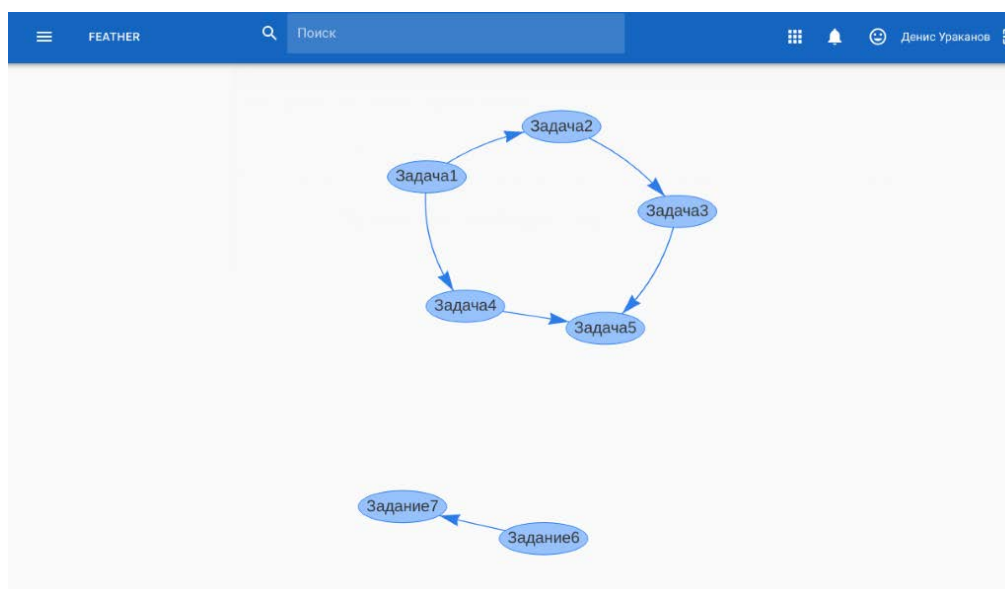 FEATHER
Поиск
Денис Ураканов
Задача2
Задача1
Задача3
Задача4
Задача5
Задание7
Задание6